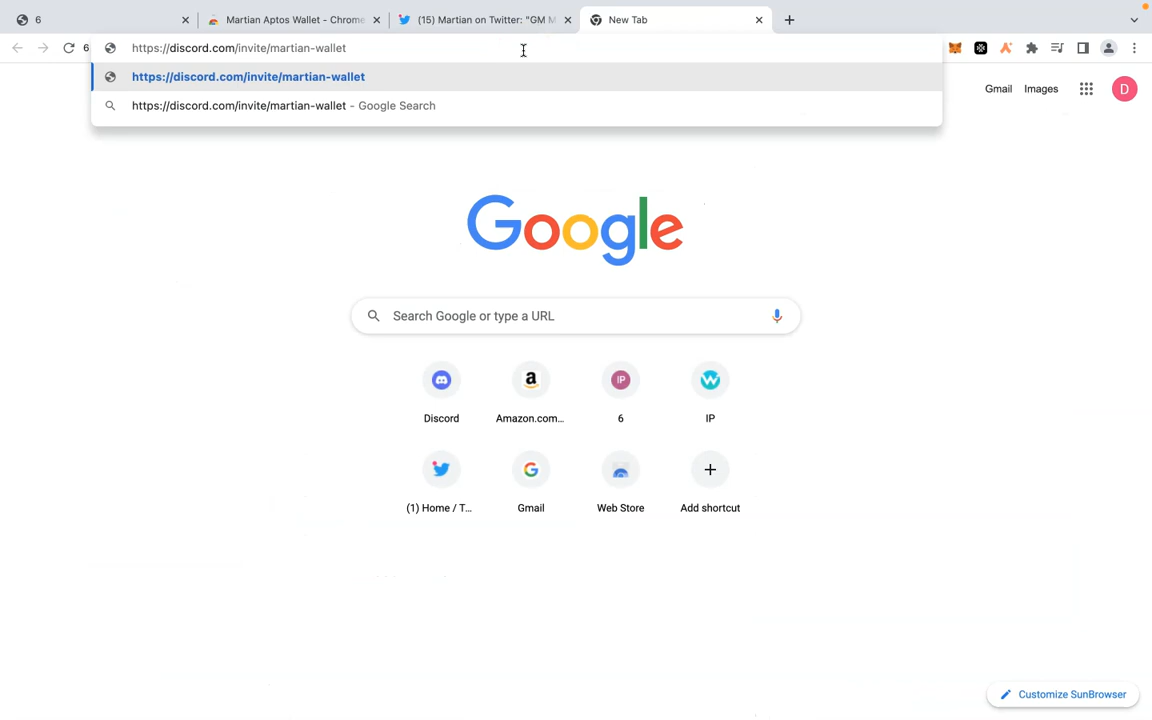 6
Martian Aptos Wallet - Chrome
(15) Martian on Twitter: "GM M
New Tab
6
https://discord.com/invite/martian-wallet
https://discord.com/invite/martian-wallet
https://discord.com/invite/martian-wallet - Google Search
Gmail
Images
D
Google
Search Google or type a URL
Discord
Amazon.com...
IP
6
IP
(1) Home / T...
Gmail
Web Store
Add shortcut
Customize SunBrowser